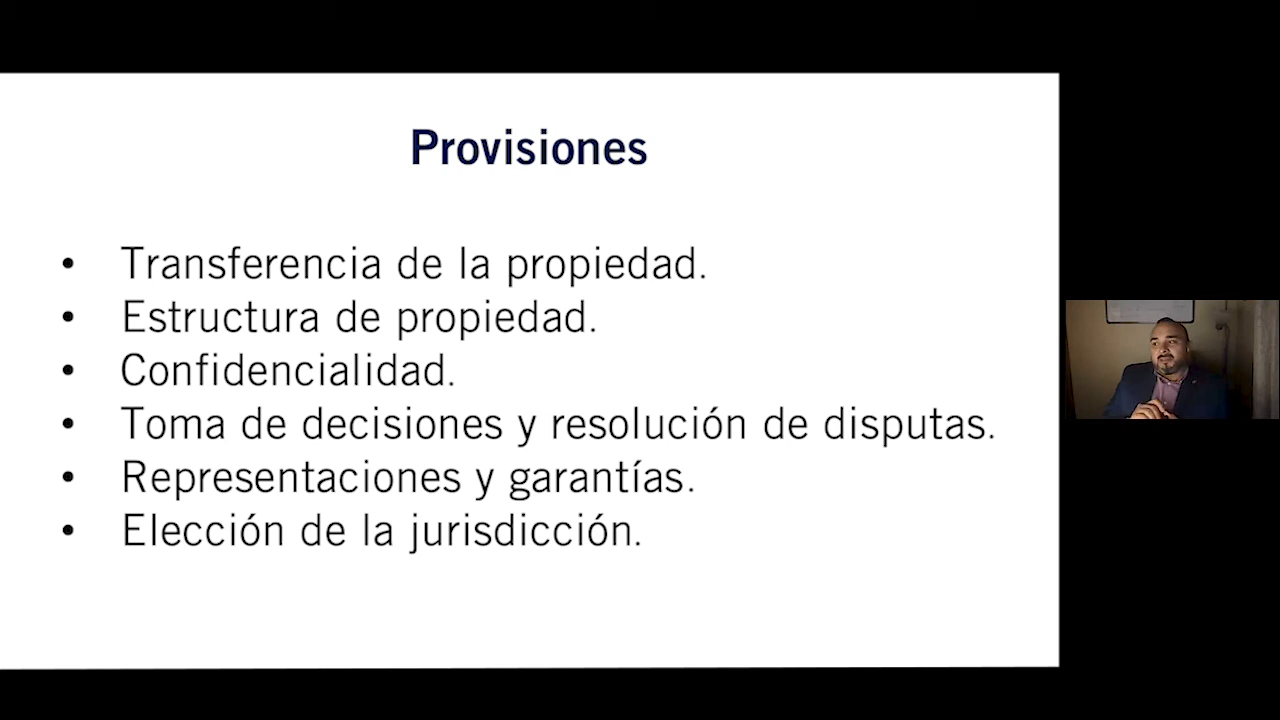 Provisiones
• Transferencia de la propiedad.
• Estructura de propiedad.
• Confidencialidad.
• Toma de decisiones y resolución de disputas.
• Representaciones y garantías.
• Elección de la jurisdicción.